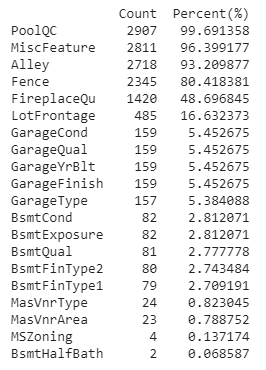 Count Percent(%)
PoolQC 2907 99.691358
MiscFeature 2811 96.399177
Alley 2718 93.209877
Fence 2345 80.418381
FireplaceQu 1420 48.696845
LotFrontage 485 16.632373
GarageCond 159 5.452675
GarageQual 159 5.452675
GarageYrBlt 159 5.452675
GarageFinish 159 5.452675
GarageType 157 5.384088
BsmtCond 82 2.812071
BsmtExposure 82 2.812071
BsmtQual 81 2.777778
BsmtFinType2 80 2.743484
BsmtFinType1 79 2.709191
MasVnrType 24 0.823045
MasVnrArea 23 0.788752
MSZoning 4 0.137174
BsmtHalfBath 2 0.068587